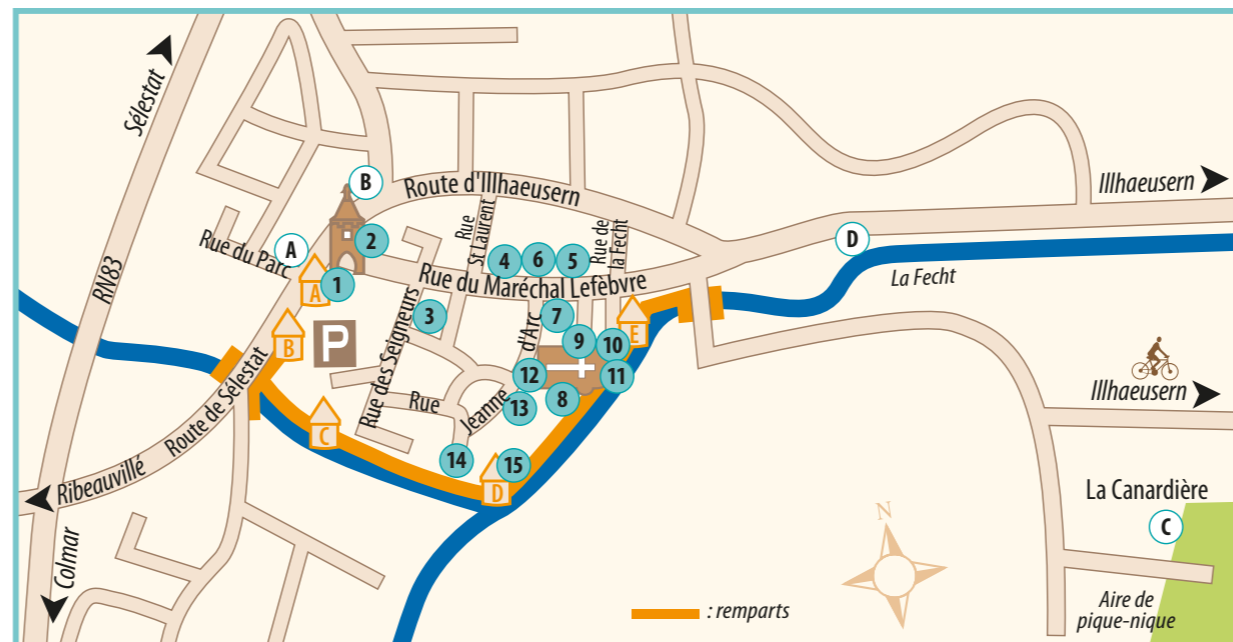 Sélestat
RN83
B
Route d'Illhaeusern
Illhaeusern
2
Rue
St Laurent
Rue de
la Fecht
D
A
Rue du Parc
4
6
5
La Fecht
A
1
Rue du Maréchal Lefèbvre
B
P
3
Rue des Seigneurs
d'Arc
7
E
9
10
Illhaeusern
12
11
Route de Sélestat
Rue
Jeanne
8
13
C
14
15
D
Ribeauvillé
La Canardière
C
Colmar
N
: remparts
Aire de
pique-nique